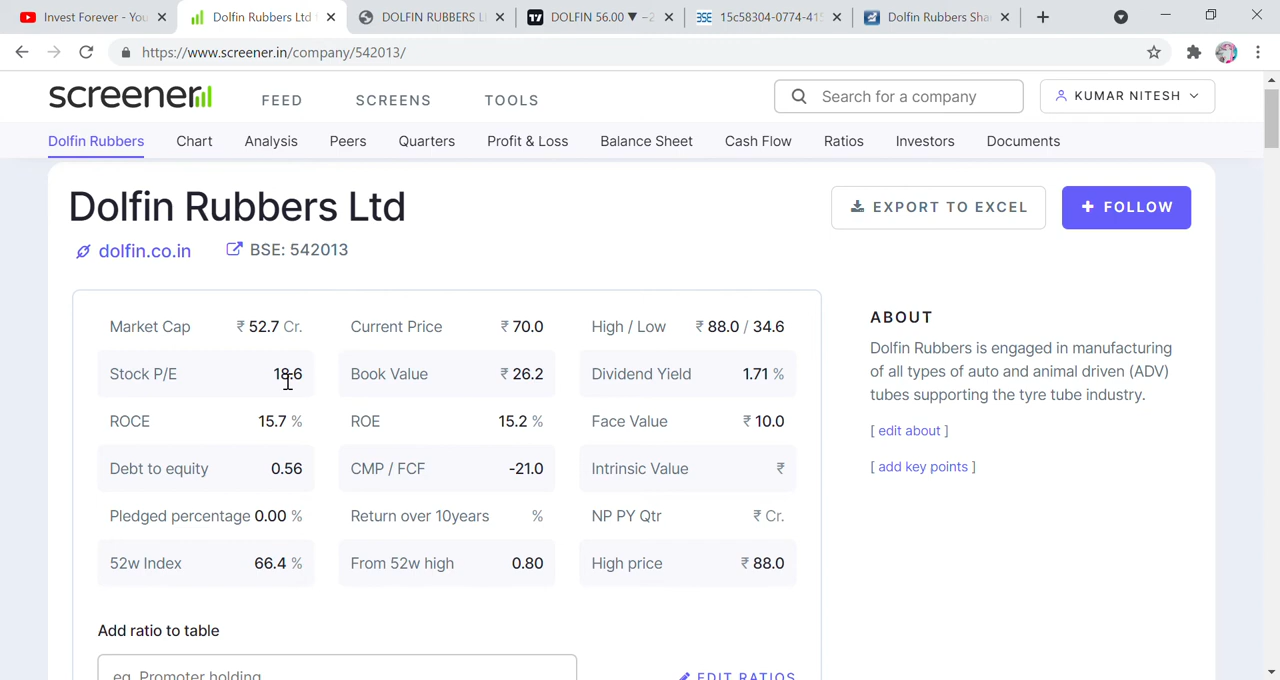 Invest Forever - You
Dolfin Rubbers Ltd
DOLFIN RUBBERS L
DOLFIN 56.00 ▼ −2
15c58304-0774-415
Dolfin Rubbers Sha
https://www.screener.in/company/542013/
screener
FEED
SCREENS
TOOLS
Search for a company
KUMAR NITESH
Dolfin Rubbers
Chart
Analysis
Peers
Quarters
Profit & Loss
Balance Sheet
Cash Flow
Ratios
Investors
Documents
Dolfin Rubbers Ltd
EXPORT TO EXCEL
+ FOLLOW
dolfin.co.in
BSE: 542013
Market Cap ₹ 52.7 Cr.
Current Price ₹ 70.0
High / Low ₹ 88.0 / 34.6
Stock P/E 18.6
Book Value ₹ 26.2
Dividend Yield 1.71 %
ROCE 15.7 %
ROE 15.2 %
Face Value ₹ 10.0
Debt to equity 0.56
CMP / FCF -21.0
Intrinsic Value ₹
Pledged percentage 0.00 %
Return over 10years %
NP PY Qtr ₹ Cr.
52w Index 66.4 %
From 52w high 0.80
High price ₹ 88.0
ABOUT
Dolfin Rubbers is engaged in manufacturing
of all types of auto and animal driven (ADV)
tubes supporting the tyre tube industry.
[ edit about ]
[ add key points ]
Add ratio to table
eg. Promoter holding
EDIT RATIOS